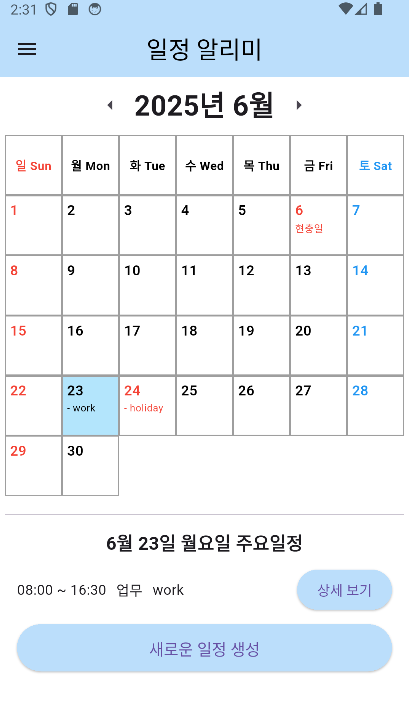 2:31
일정 알리미
2025년 6월
일 Sun 월 Mon 화 Tue 수 Wed 목 Thu 금 Fri 토 Sat
1 2 3 4 5 6 7
현충일
8 9 10 11 12 13 14
15 16 17 18 19 20 21
22 23 24 25 26 27 28
- work - holiday
29 30
6월 23일 월요일 주요일정
08:00 ~ 16:30 업무 work 상세 보기
새로운 일정 생성